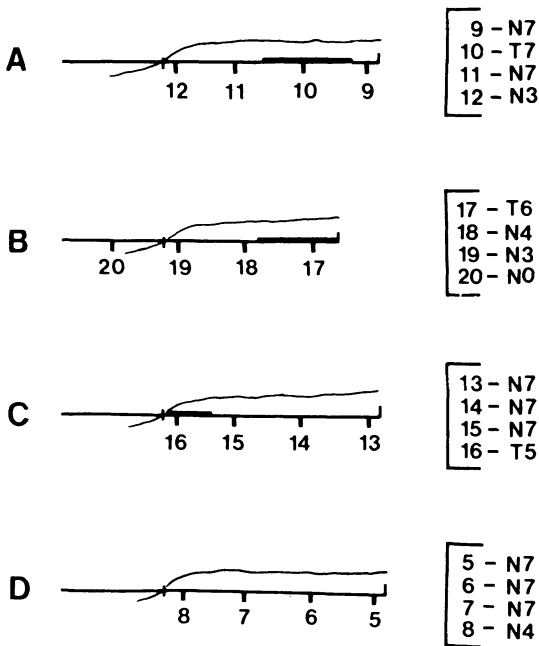 A
12 11 10 9
9 – N7
10 – T7
11 – N7
12 – N3
B
20 19 18 17
17 – T6
18 – N4
19 – N3
20 – N0
C
16 15 14 13
13 – N7
14 – N7
15 – N7
16 – T5
D
8 7 6 5
5 – N7
6 – N7
7 – N7
8 – N4